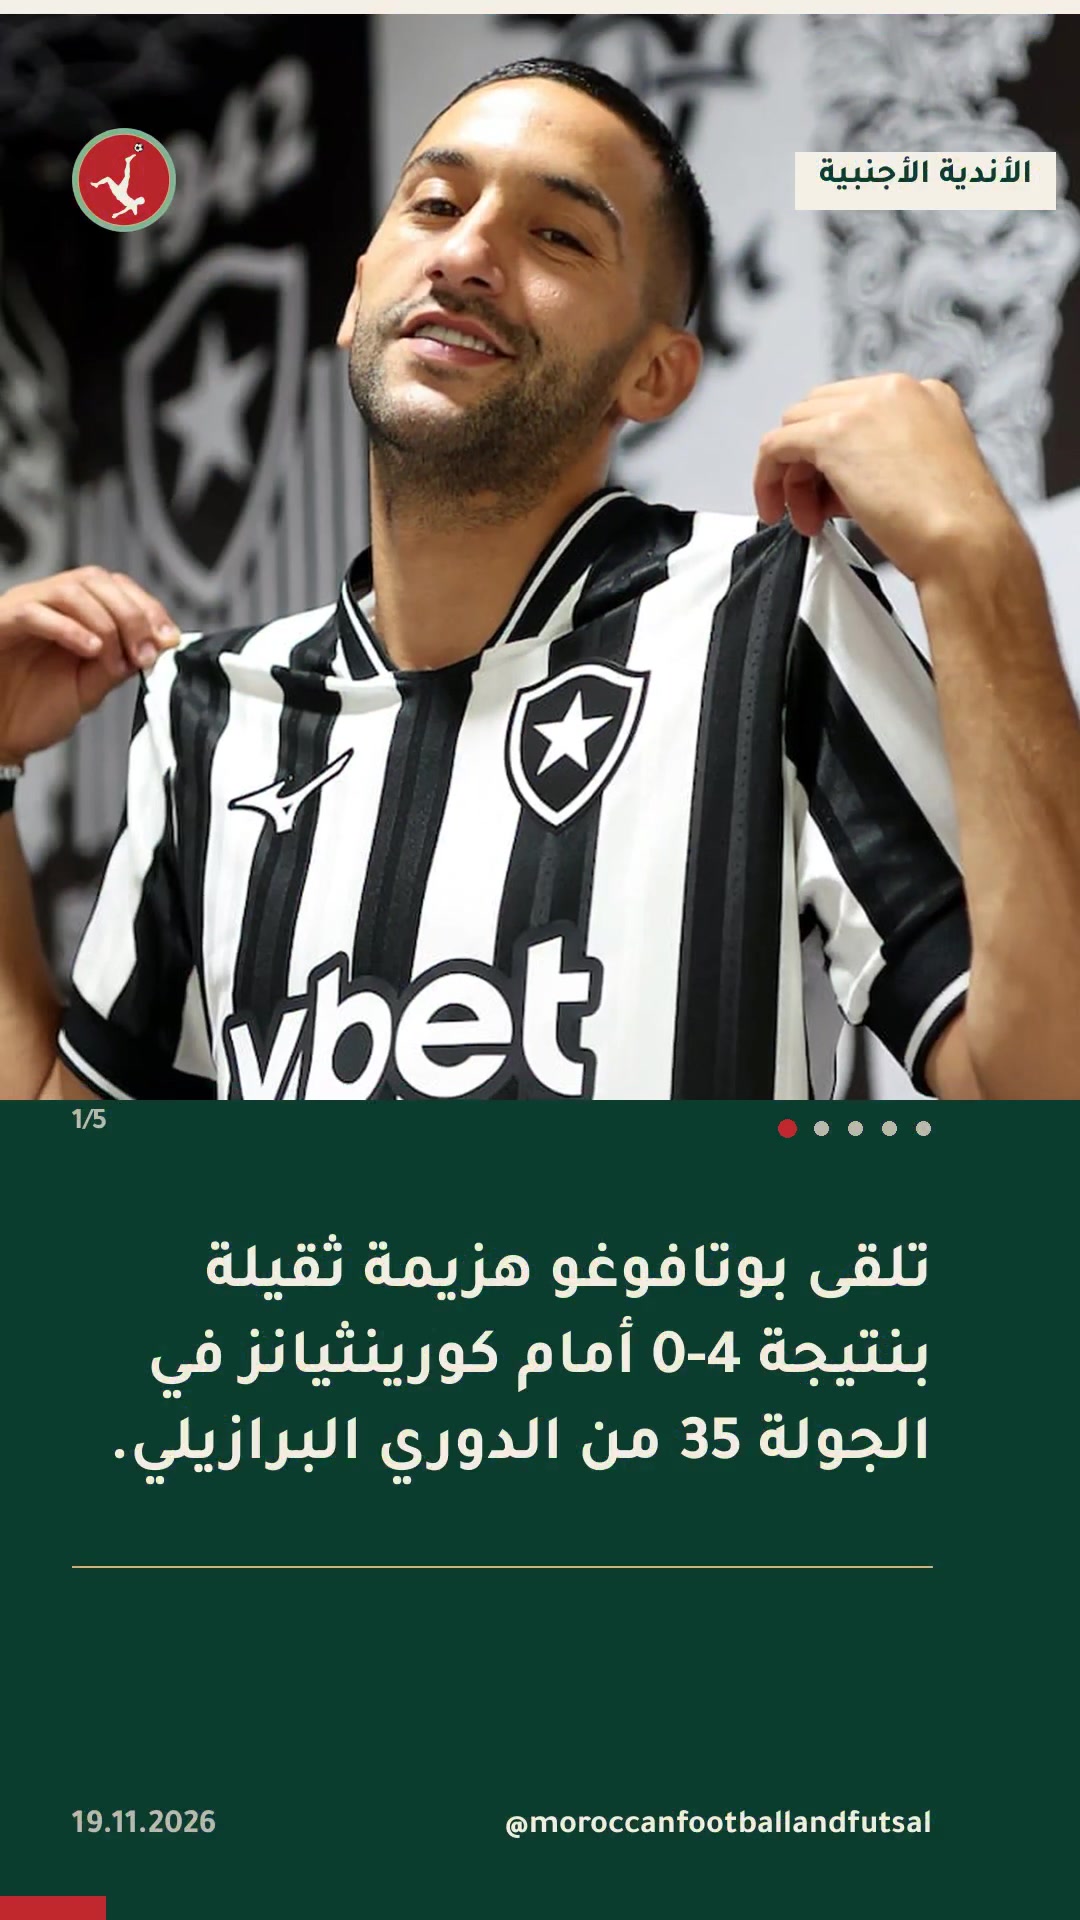 1942
الأندية الأجنبية
vbet
1/5
تلقى بوتافوغو هزيمة ثقيلة
بنتيجة 4-0 أمام كورينثيانز في
الجولة 35 من الدوري البرازيلي.
19.11.2026
@moroccanfootballandfutsal